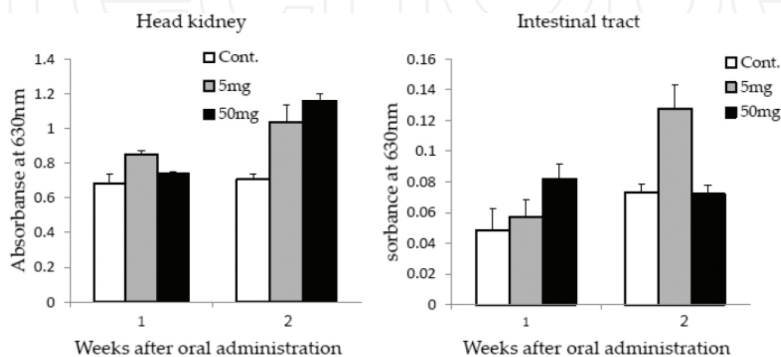 Head kidney
Absorbanse at 630nm
1.4
1.2
1
0.8
0.6
0.4
0.2
0
Cont.
5mg
50mg
1
2
Weeks after oral administration
Intestinal tract
sorbance at 630nm
0.16
0.14
0.12
0.1
0.08
0.06
0.04
0.02
0
Cont.
5mg
50mg
1
2
Weeks after oral administration